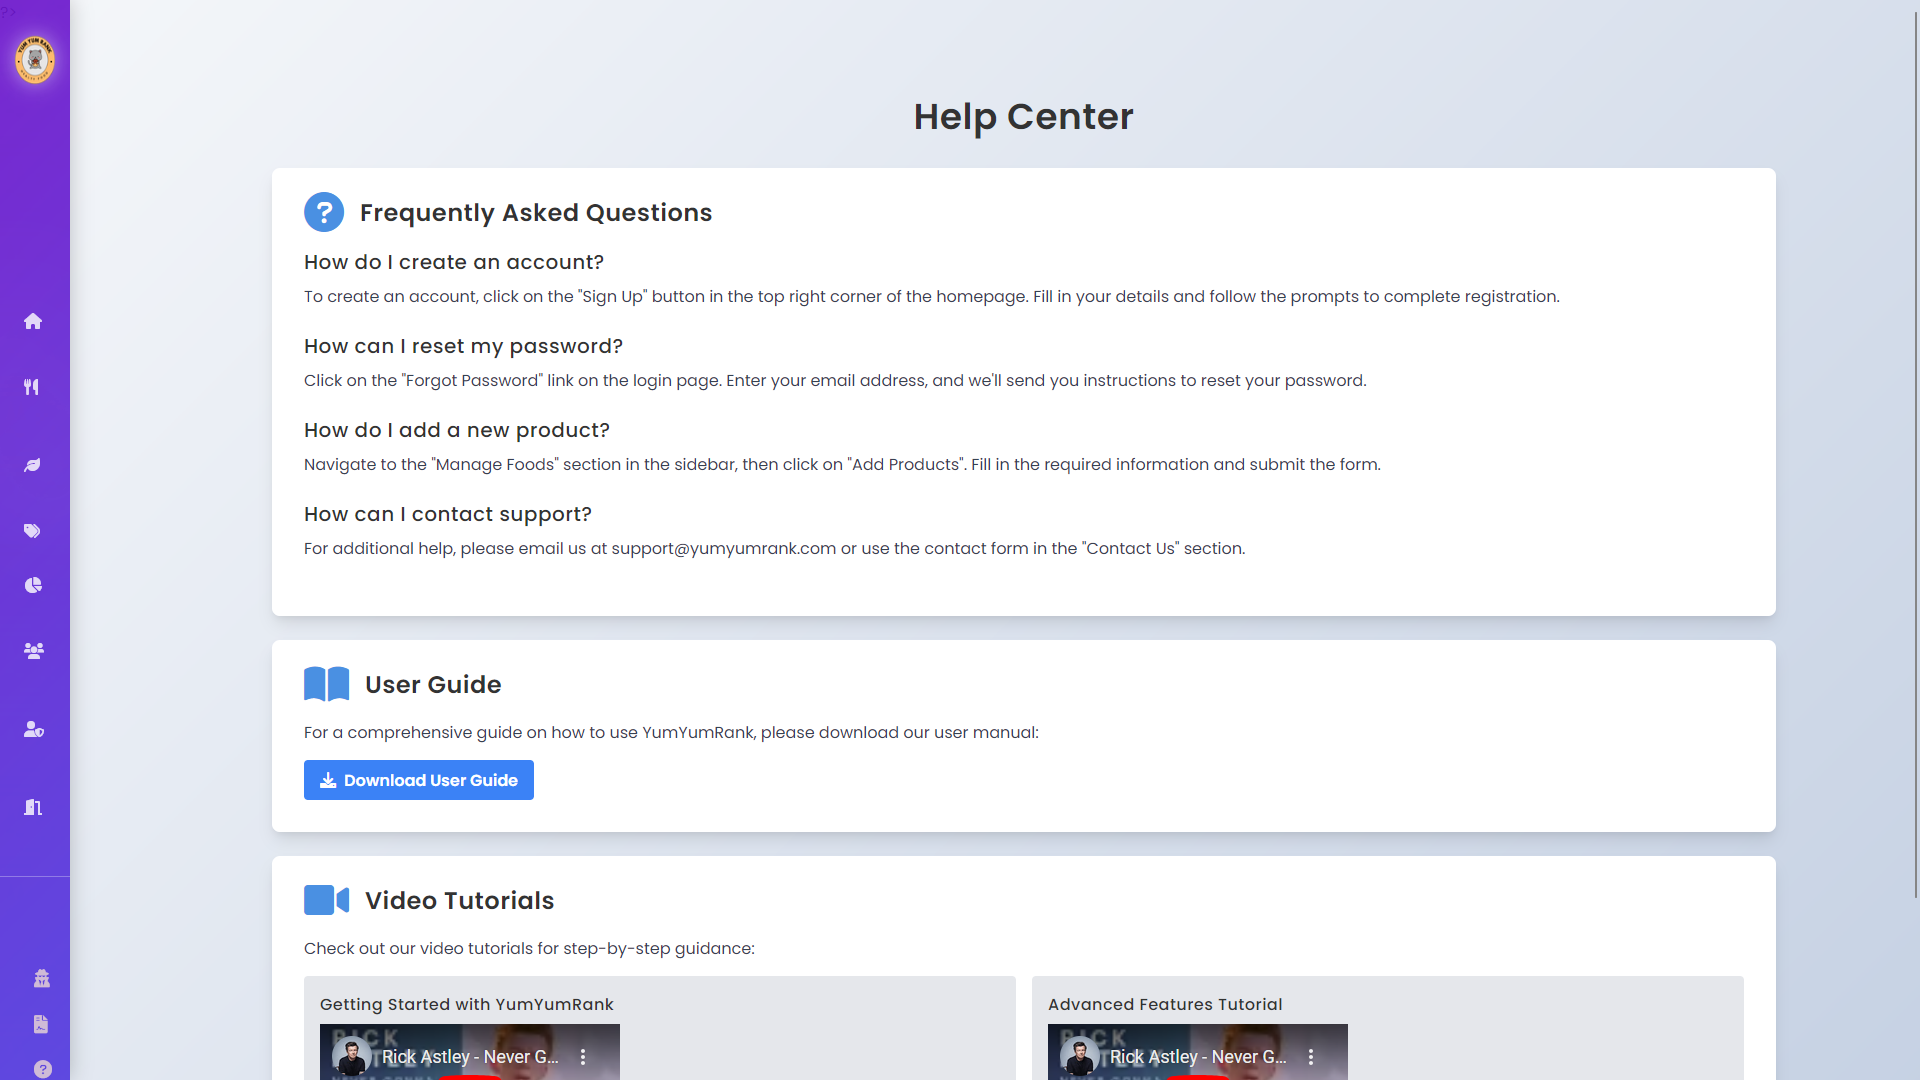 ?>
YUM YUM RANK
Help Center
Frequently Asked Questions
How do I create an account?
To create an account, click on the "Sign Up" button in the top right corner of the homepage. Fill in your details and follow the prompts to complete registration.
How can I reset my password?
Click on the "Forgot Password" link on the login page. Enter your email address, and we'll send you instructions to reset your password.
How do I add a new product?
Navigate to the "Manage Foods" section in the sidebar, then click on "Add Products". Fill in the required information and submit the form.
How can I contact support?
For additional help, please email us at support@yumyumrank.com or use the contact form in the "Contact Us" section.
User Guide
For a comprehensive guide on how to use YumYumRank, please download our user manual:
Download User Guide
Video Tutorials
Check out our video tutorials for step-by-step guidance:
Getting Started with YumYumRank
Rick Astley - Never G...
Advanced Features Tutorial
Rick Astley - Never G...